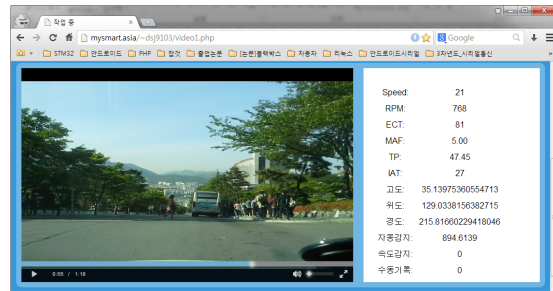 작업 중
mysmart.asia/~dsj9103/video1.php
Google
STM32 안드로이드 PHP 잡것 졸업논문 [논문]블랙박스 자동차 리눅스 안드로이드시리얼 3차년도_시리얼통신
Speed: 21
RPM: 768
ECT: 81
MAF: 5.00
TP: 47.45
IAT: 27
고도: 35.13975360554713
위도: 129.0338156382715
경도: 215.81660229418046
자동감지: 894.6139
속도감지: 0
수동기록: 0
0:55 / 1:18